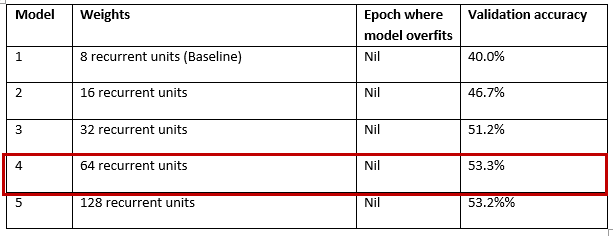 Model Weights Epoch where Validation accuracy
model overfits
1 8 recurrent units (Baseline) Nil 40.0%
2 16 recurrent units Nil 46.7%
3 32 recurrent units Nil 51.2%
4 64 recurrent units Nil 53.3%
5 128 recurrent units Nil 53.2%%